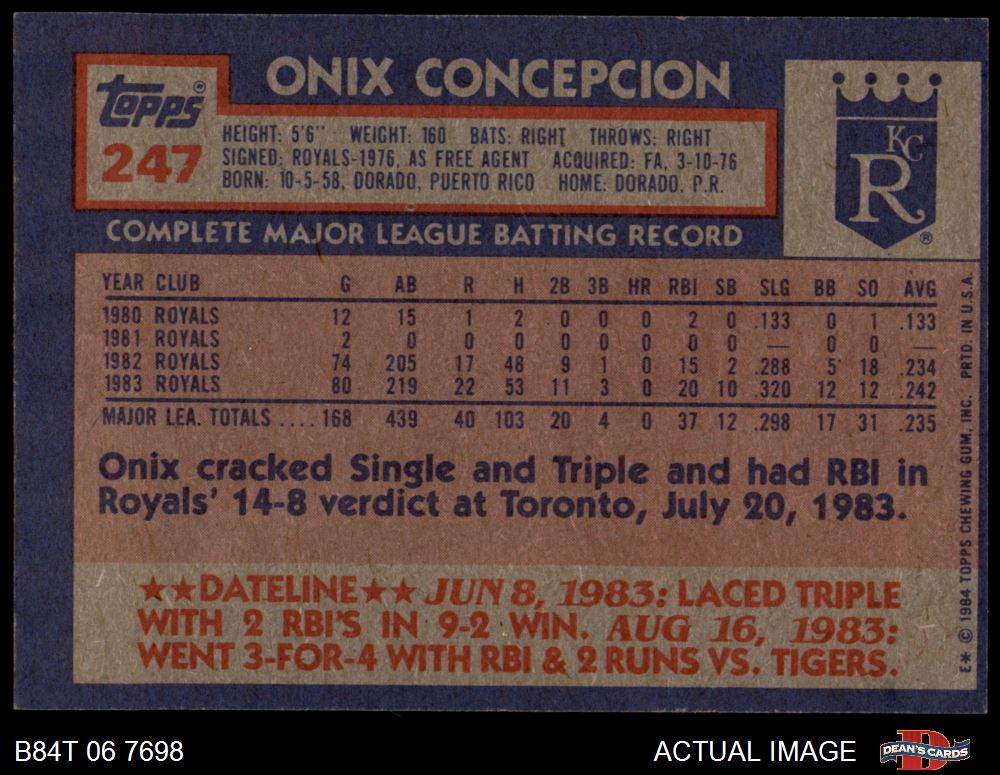 ONIX CONCEPCION
TOPPS®
247
HEIGHT: 5'6" WEIGHT: 160 BATS: RIGHT THROWS: RIGHT
SIGNED: ROYALS-1976, AS FREE AGENT ACQUIRED: FA, 3-10-76
BORN: 10-5-58, DORADO, PUERTO RICO HOME: DORADO. P.R.
KC
R
®
COMPLETE MAJOR LEAGUE BATTING RECORD
YEAR CLUB G AB R H 2B 3B HR RBI SB SLG BB SO AVG
1980 ROYALS 12 15 1 2 0 0 0 2 0 .133 0 1 .133
1981 ROYALS 2 0 0 0 0 0 0 0 0 — 0 0 —
1982 ROYALS 74 205 17 48 9 1 0 15 2 .288 5 18 .234
1983 ROYALS 80 219 22 53 11 3 0 20 10 .320 12 12 .242
MAJOR LEA. TOTALS ....168 439 40 103 20 4 0 37 12 .298 17 31 .235
Onix cracked Single and Triple and had RBI in
Royals' 14-8 verdict at Toronto, July 20, 1983.
★★DATELINE★★ JUN 8, 1983: LACED TRIPLE
WITH 2 RBI'S IN 9-2 WIN. AUG 16, 1983:
WENT 3-FOR-4 WITH RBI & 2 RUNS VS. TIGERS.
E* © 1984 TOPPS CHEWING GUM, INC. PRTD. IN U.S.A.
B84T 06 7698
ACTUAL IMAGE
D
DEAN'S CARDS